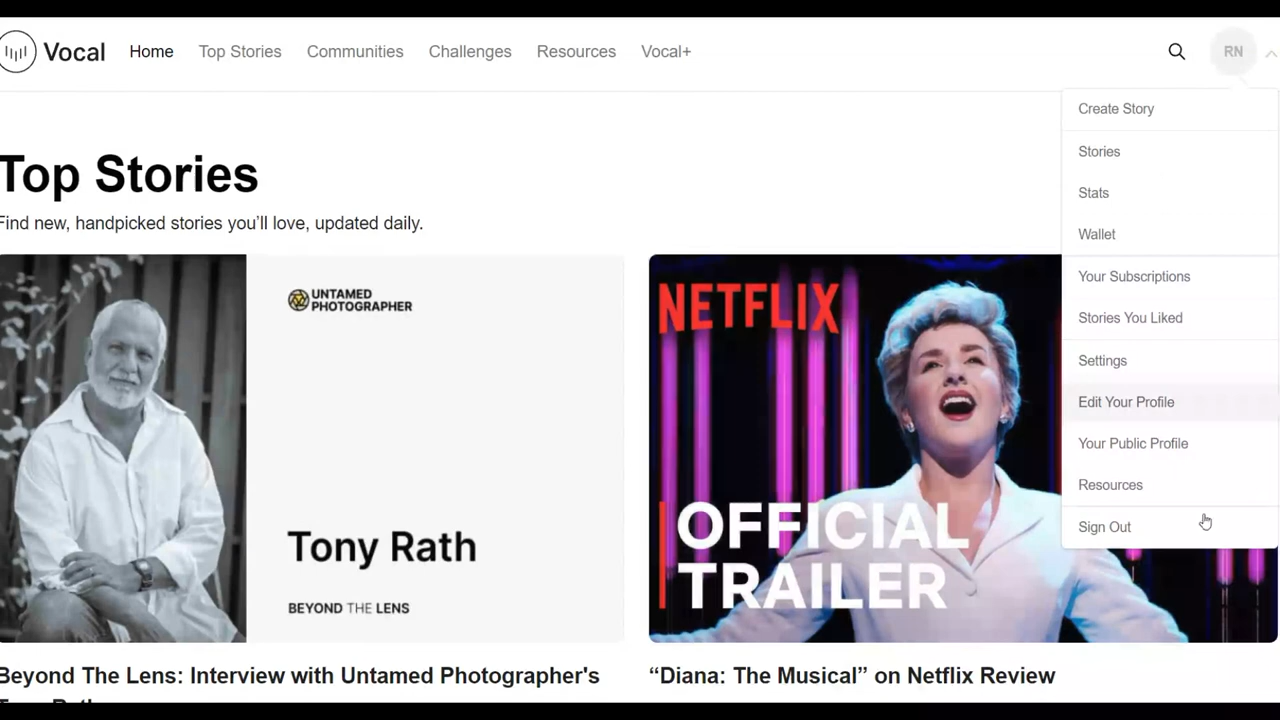 Vocal
Home
Top Stories
Communities
Challenges
Resources
Vocal+
RN
Create Story
Stories
Stats
Wallet
Your Subscriptions
Stories You Liked
Settings
Edit Your Profile
Your Public Profile
Resources
Sign Out
Top Stories
Find new, handpicked stories you'll love, updated daily.
UNTAMED
PHOTOGRAPHER
Tony Rath
BEYOND THE LENS
NETFLIX
OFFICIAL
TRAILER
Beyond The Lens: Interview with Untamed Photographer's
“Diana: The Musical” on Netflix Review